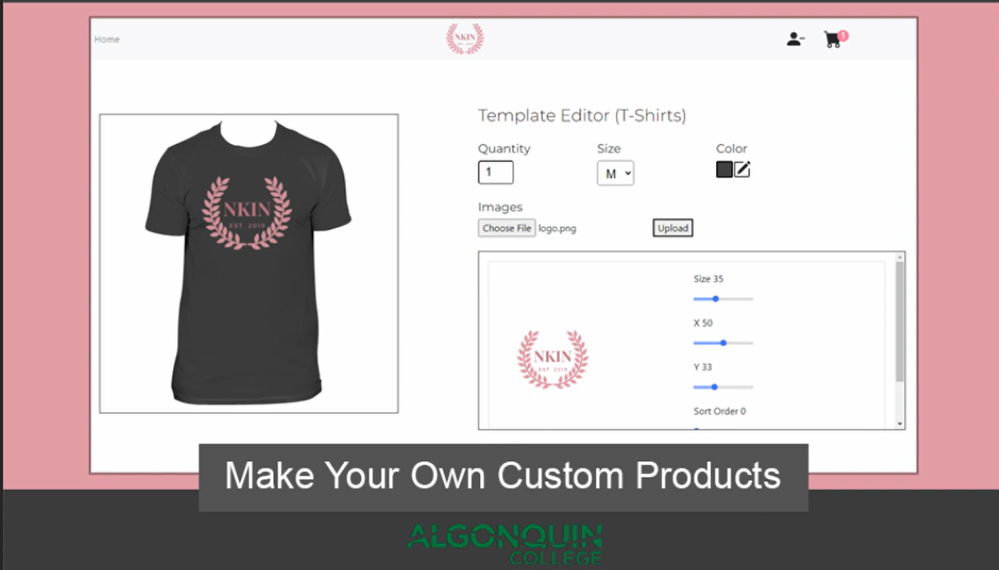 Home
NKIN
EST. 2019
1
Template Editor (T-Shirts)
Quantity
Size
Color
1
M
Images
Choose File logo.png
Upload
NKIN
EST. 2019
Size 35
X 50
NKIN
EST. 2019
Y 33
Sort Order 0
Make Your Own Custom Products
ALGONQUIN
COLLEGE